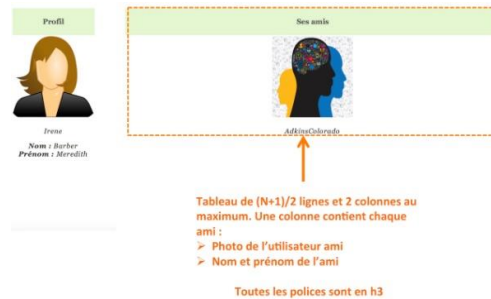 Profil
Ses amis
Irene
Nom : Barber
Prénom : Meredith
AdkinsColorado
Tableau de (N+1)/2 lignes et 2 colonnes au
maximum. Une colonne contient chaque
ami :
➢ Photo de l'utilisateur ami
➢ Nom et prénom de l'ami
Toutes les polices sont en h3